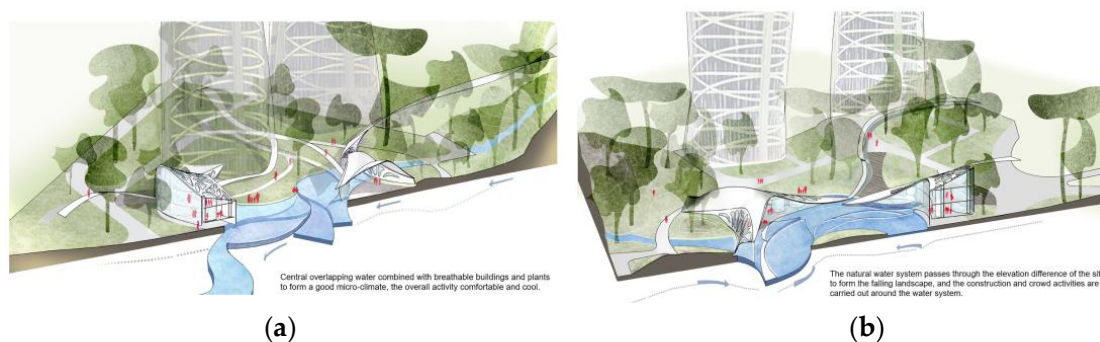 Central overlapping water combined with breathable buildings and plants
to form a good micro-climate, the overall activity comfortable and cool.
The natural water system passes through the elevation difference of the sit
to form the falling landscape, and the construction and crowd activities are
carried out around the water system.
(a)
(b)